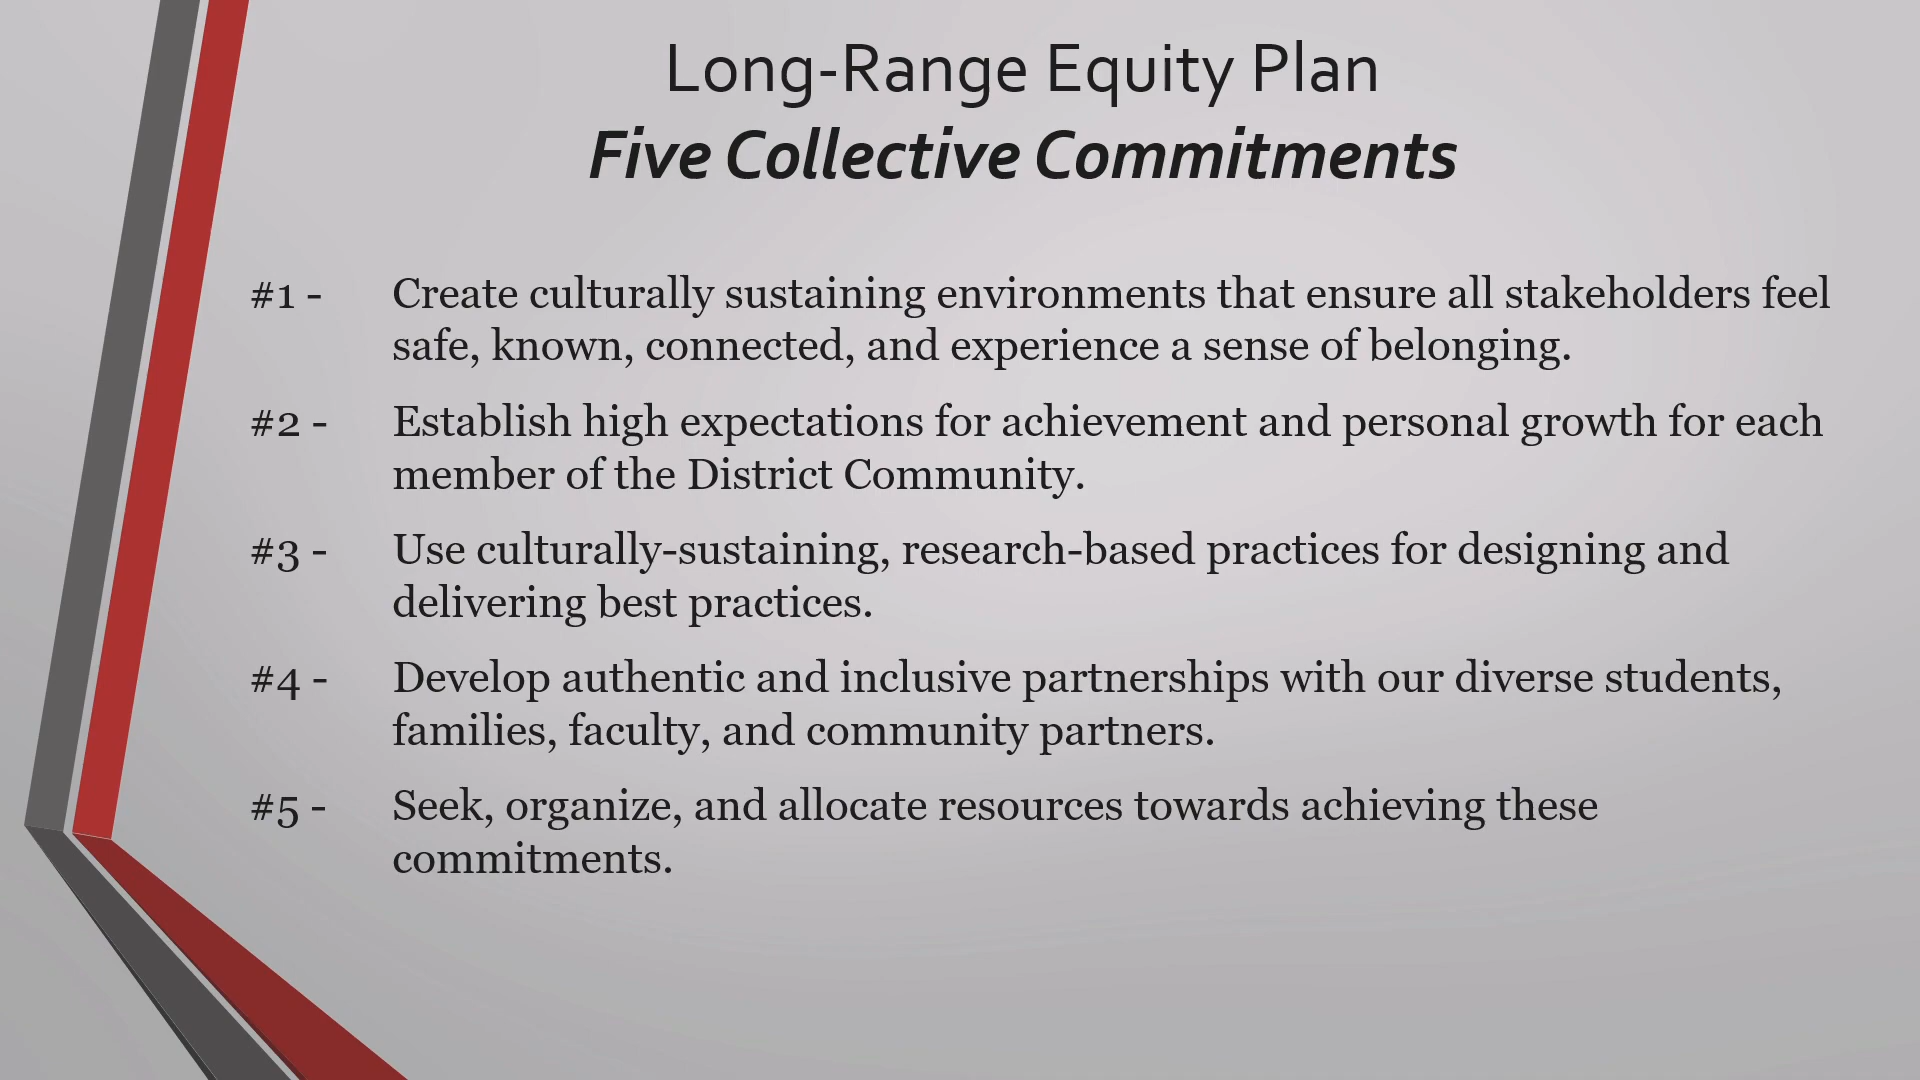 Long-Range Equity Plan
Five Collective Commitments
#1 - Create culturally sustaining environments that ensure all stakeholders feel
safe, known, connected, and experience a sense of belonging.
#2 - Establish high expectations for achievement and personal growth for each
member of the District Community.
#3 - Use culturally-sustaining, research-based practices for designing and
delivering best practices.
#4 - Develop authentic and inclusive partnerships with our diverse students,
families, faculty, and community partners.
#5 - Seek, organize, and allocate resources towards achieving these
commitments.